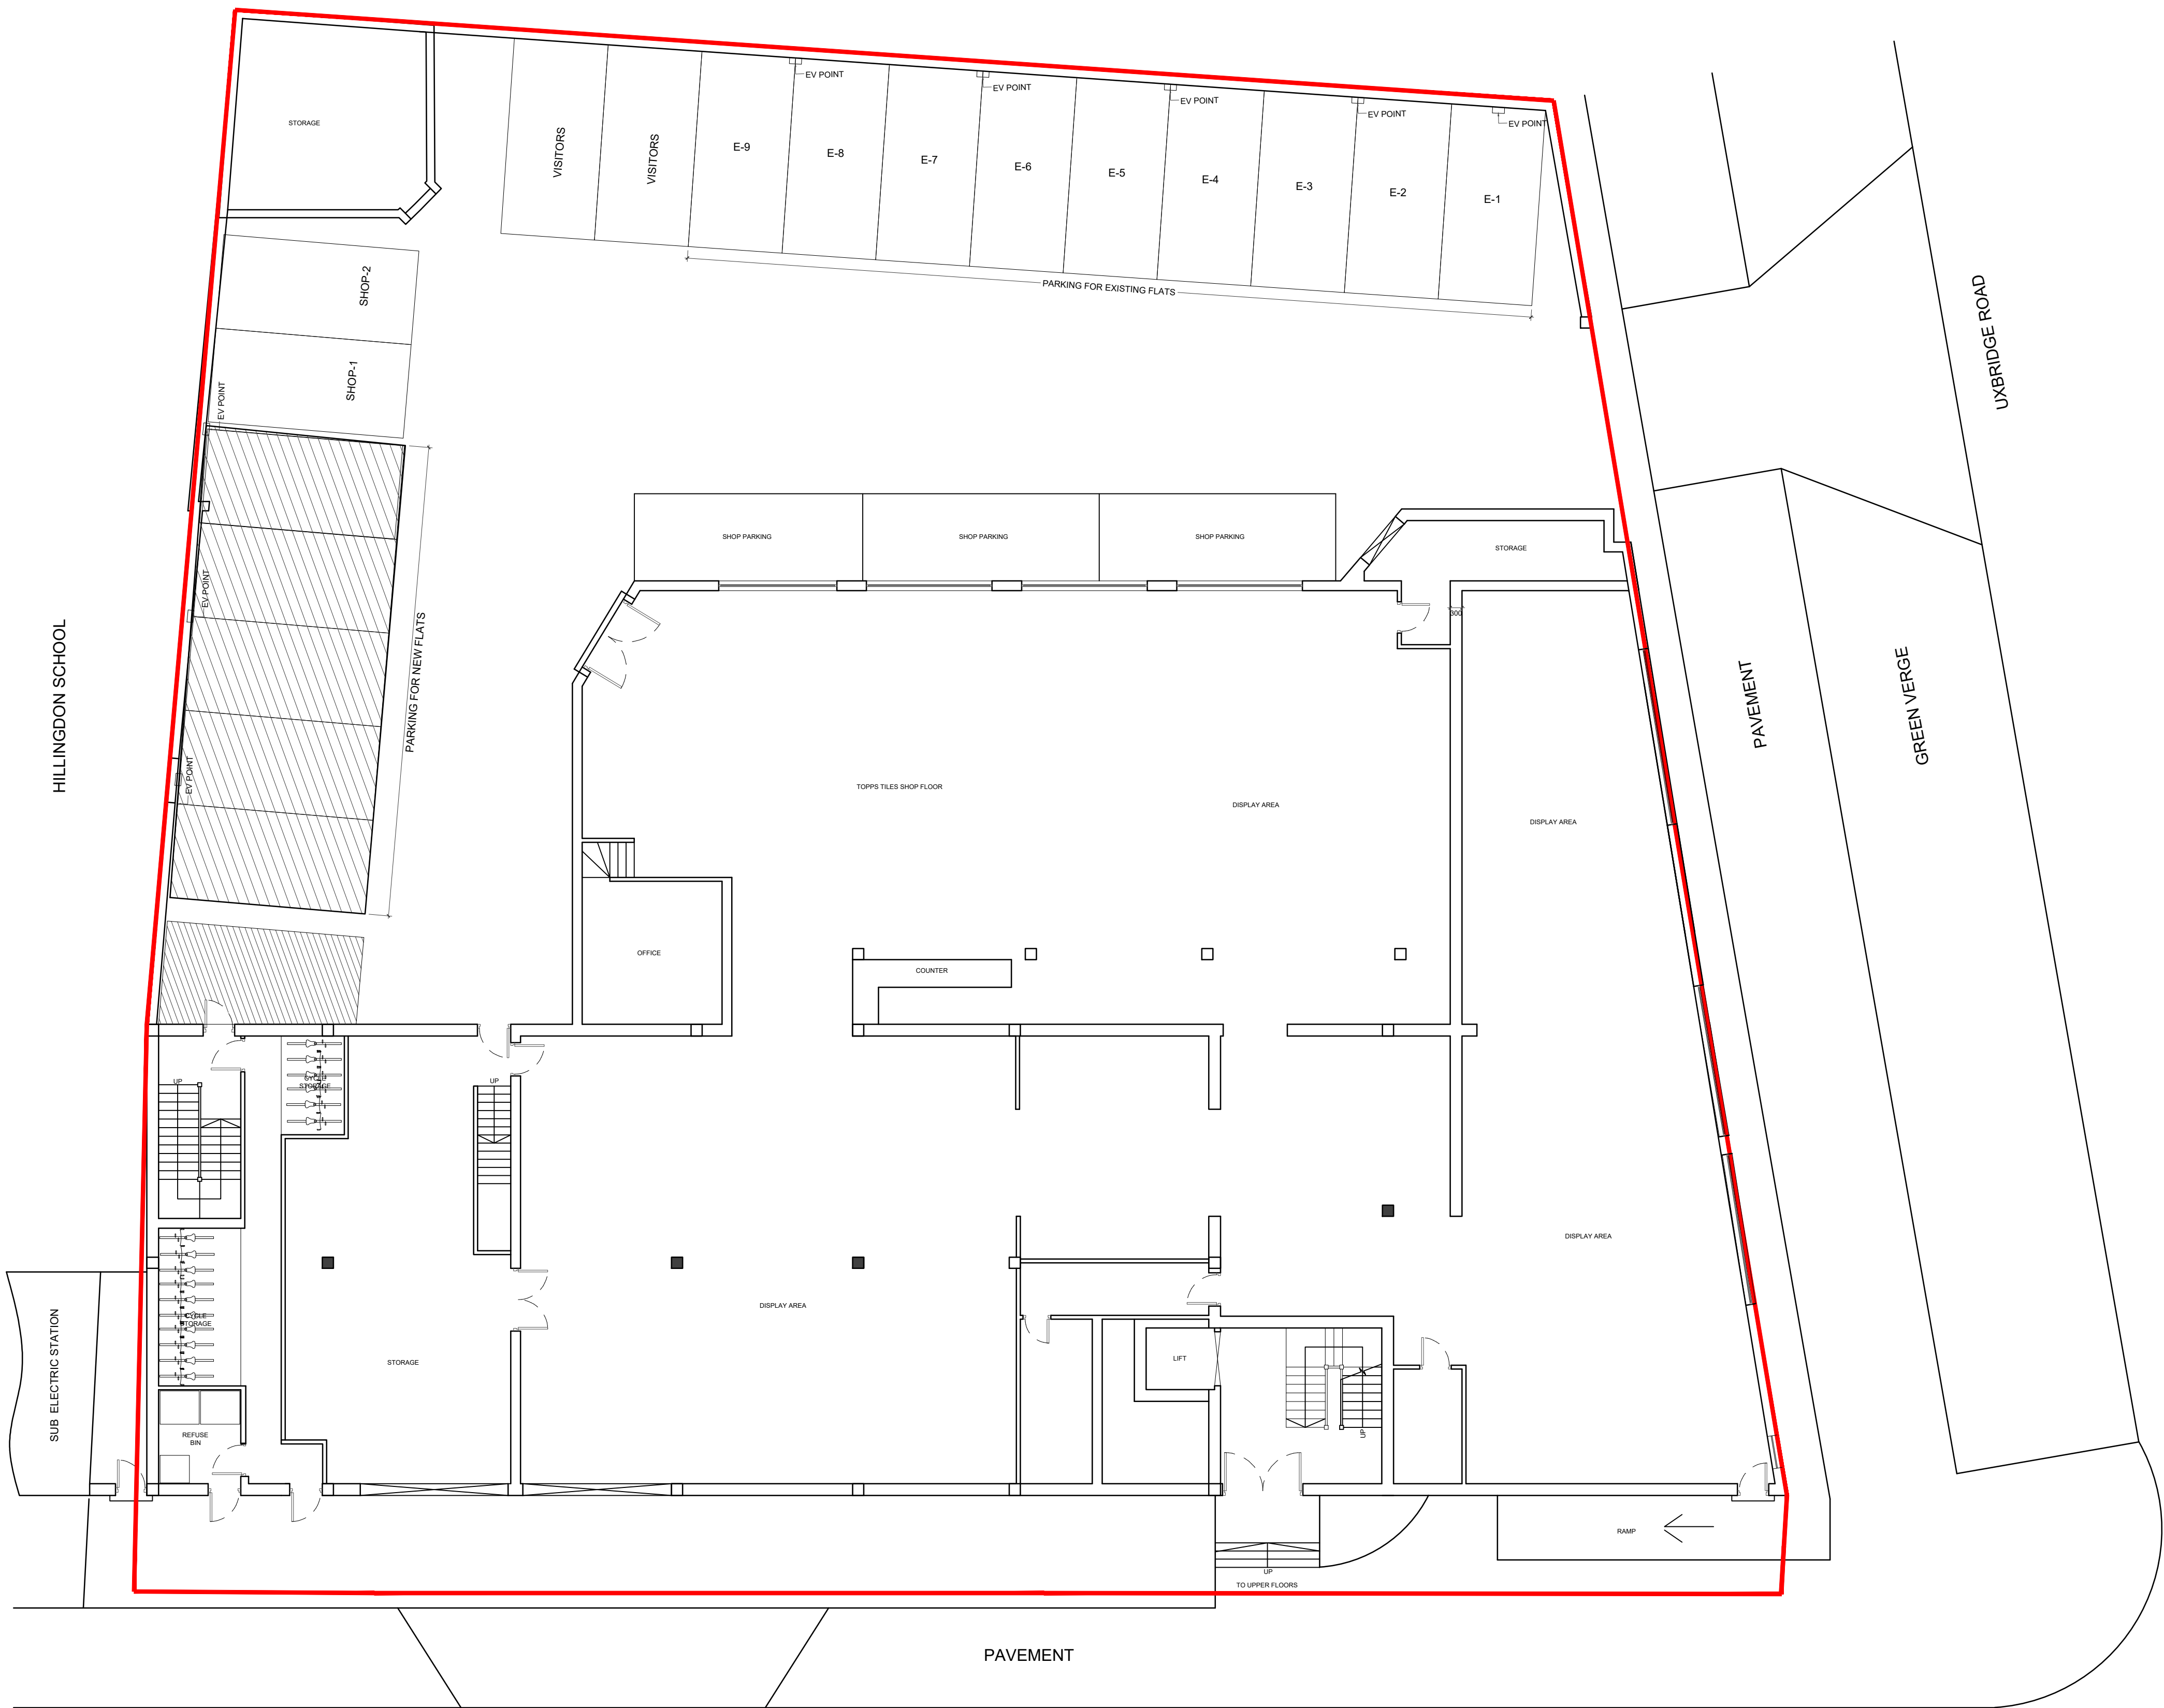 STORAGE
VISITORS
VISITORS
E-9
E-8
E-7
E-6
E-5
E-4
E-3
E-2
E-1
EV POINT
EV POINT
EV POINT
EV POINT
EV POINT
PARKING FOR EXISTING FLATS
SHOP-2
SHOP-1
EV POINT
EV POINT
EV POINT
PARKING FOR NEW FLATS
HILLINGDON SCHOOL
UXBRIDGE ROAD
PAVEMENT
GREEN VERGE
SHOP PARKING
SHOP PARKING
SHOP PARKING
STORAGE
300
TOPPS TILES SHOP FLOOR
DISPLAY AREA
DISPLAY AREA
OFFICE
COUNTER
UP
CYCLE
STORAGE
UP
DISPLAY AREA
CYCLE
STORAGE
DISPLAY AREA
STORAGE
LIFT
UP
SUB ELECTRIC STATION
REFUSE
BIN
RAMP
UP
TO UPPER FLOORS
PAVEMENT